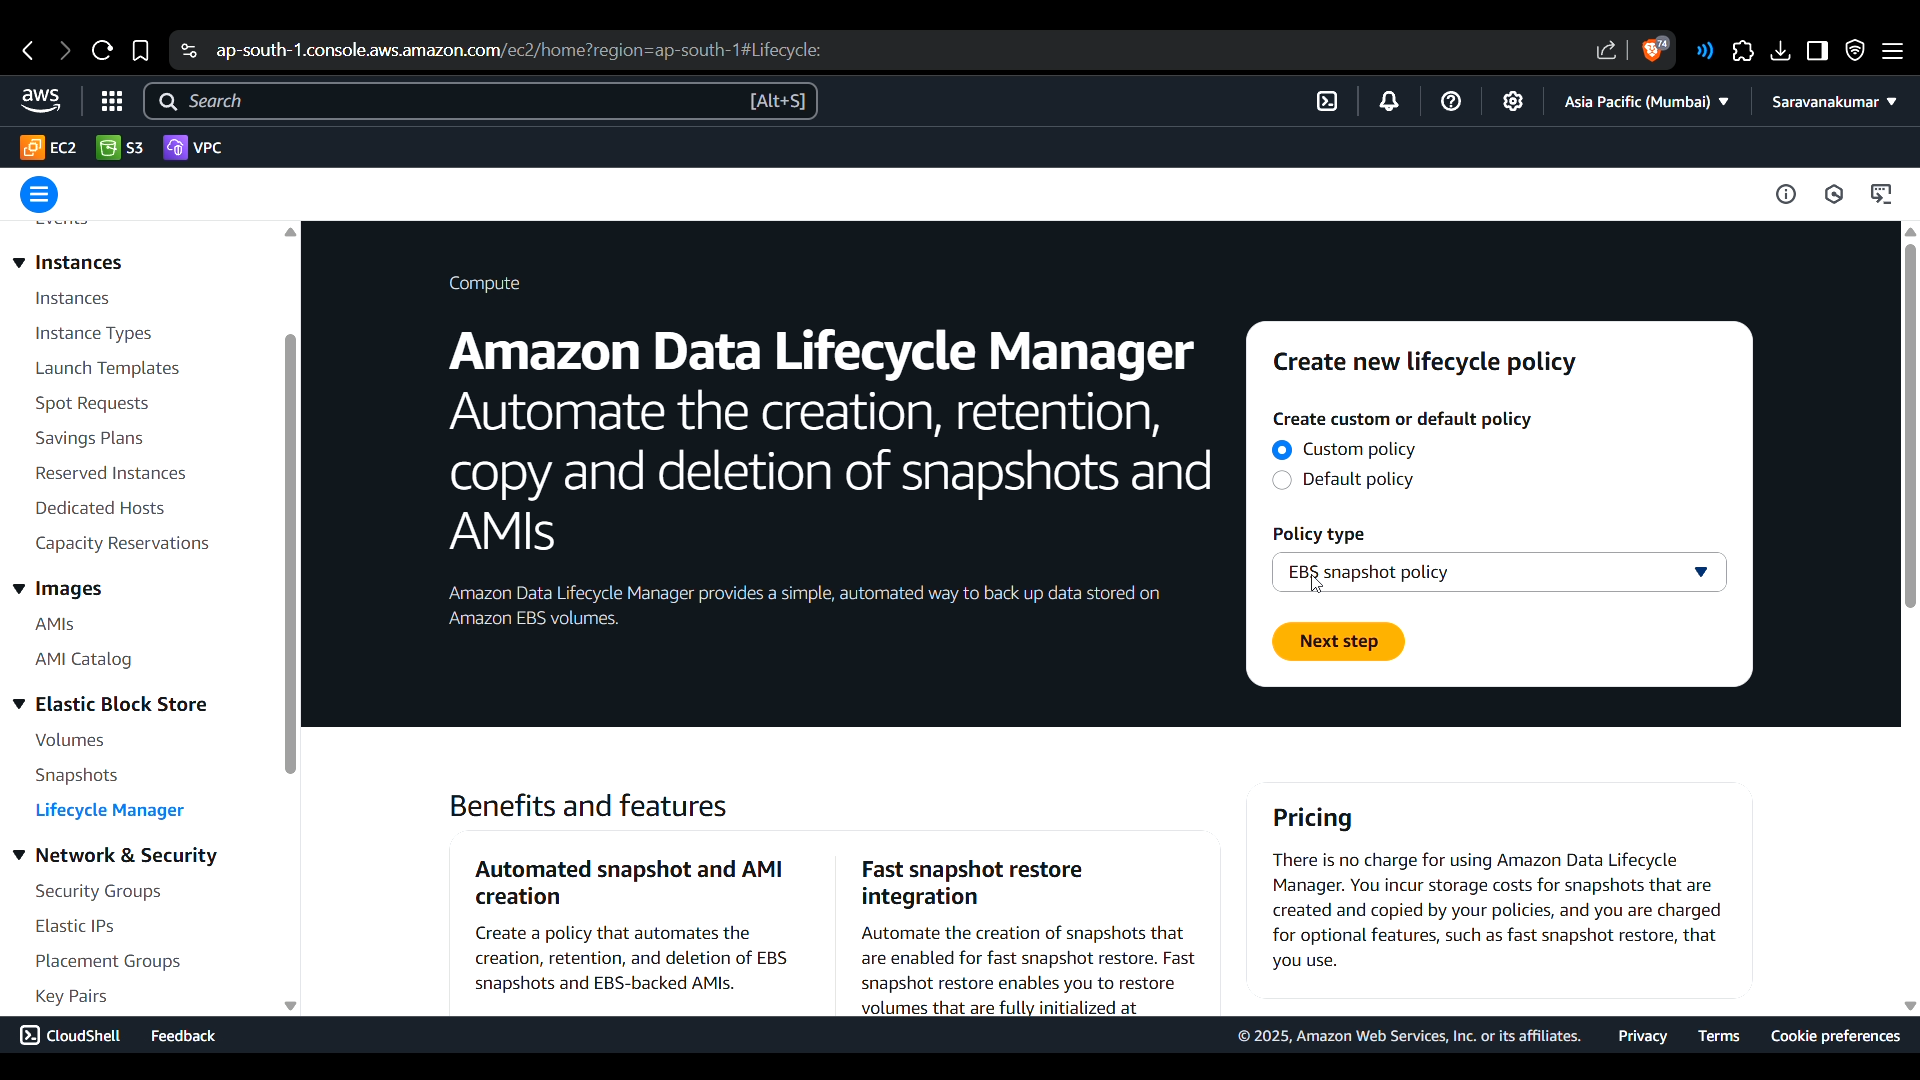 ap-south-1.console.aws.amazon.com/ec2/home?region=ap-south-1#Lifecycle:
74
aws
Search
[Alt+S]
Asia Pacific (Mumbai)
Saravanakumar
EC2
S3
VPC
Events
Instances
Instances
Instance Types
Launch Templates
Spot Requests
Savings Plans
Reserved Instances
Dedicated Hosts
Capacity Reservations
Images
AMIs
AMI Catalog
Elastic Block Store
Volumes
Snapshots
Lifecycle Manager
Network & Security
Security Groups
Elastic IPs
Placement Groups
Key Pairs
Compute
Amazon Data Lifecycle Manager
Automate the creation, retention,
copy and deletion of snapshots and
AMIs
Amazon Data Lifecycle Manager provides a simple, automated way to back up data stored on
Amazon EBS volumes.
Create new lifecycle policy
Create custom or default policy
Custom policy
Default policy
Policy type
EBS snapshot policy
Next step
Benefits and features
Automated snapshot and AMI
creation
Create a policy that automates the
creation, retention, and deletion of EBS
snapshots and EBS-backed AMIs.
Fast snapshot restore
integration
Automate the creation of snapshots that
are enabled for fast snapshot restore. Fast
snapshot restore enables you to restore
volumes that are fully initialized at
Pricing
There is no charge for using Amazon Data Lifecycle
Manager. You incur storage costs for snapshots that are
created and copied by your policies, and you are charged
for optional features, such as fast snapshot restore, that
you use.
CloudShell
Feedback
© 2025, Amazon Web Services, Inc. or its affiliates.
Privacy
Terms
Cookie preferences